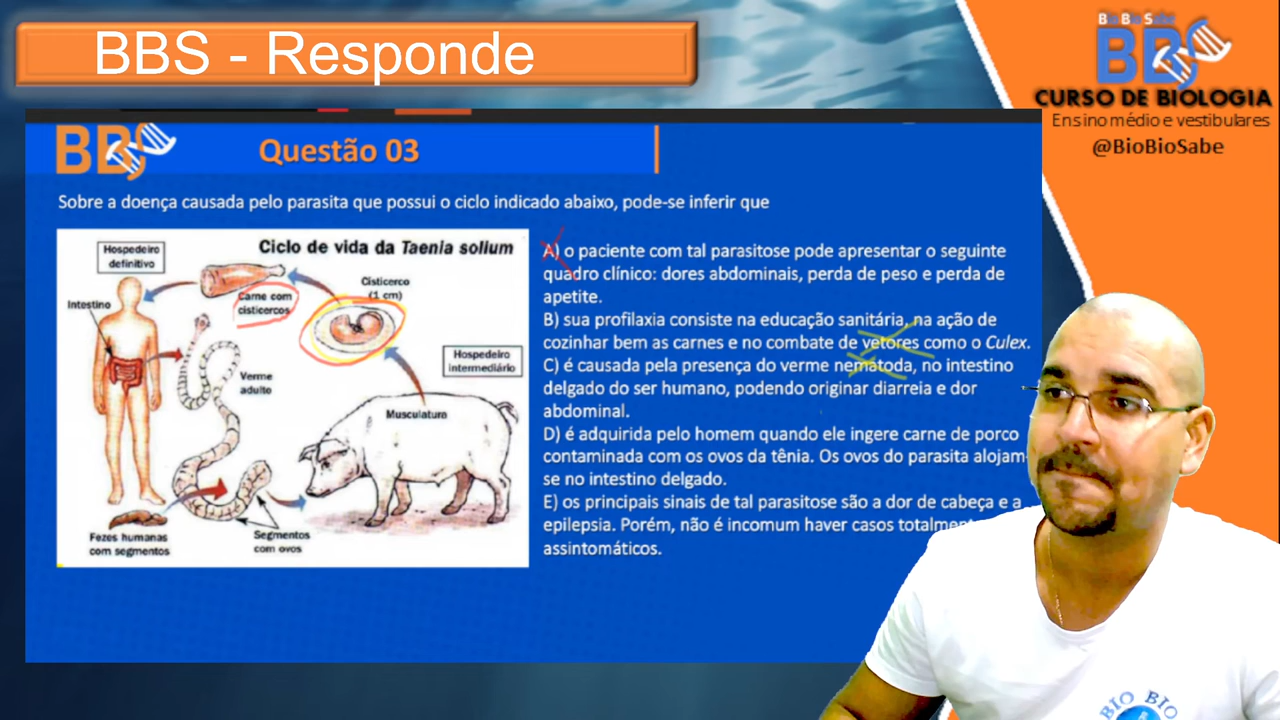 BBS - Responde
Bio Bio Sabe
BBS
CURSO DE BIOLOGIA
Ensino médio e vestibulares
@BioBioSabe
BBS
Questão 03
Sobre a doença causada pelo parasita que possui o ciclo indicado abaixo, pode-se inferir que
Ciclo de vida da Taenia solium
Hospedeiro
definitivo
Intestino
Carne com
cisticercos
Cisticerco
(1 cm)
Hospedeiro
intermediário
Verme
adulto
Musculatura
Fezes humanas
com segmentos
Segmentos
com ovos
A) o paciente com tal parasitose pode apresentar o seguinte
quadro clínico: dores abdominais, perda de peso e perda de
apetite.
B) sua profilaxia consiste na educação sanitária, na ação de
cozinhar bem as carnes e no combate de vetores como o Culex.
C) é causada pela presença do verme nematoda, no intestino
delgado do ser humano, podendo originar diarreia e dor
abdominal.
D) é adquirida pelo homem quando ele ingere carne de porco
contaminada com os ovos da tênia. Os ovos do parasita alojam-
se no intestino delgado.
E) os principais sinais de tal parasitose são a dor de cabeça e a
epilepsia. Porém, não é incomum haver casos
assintomáticos.
BIO BIO